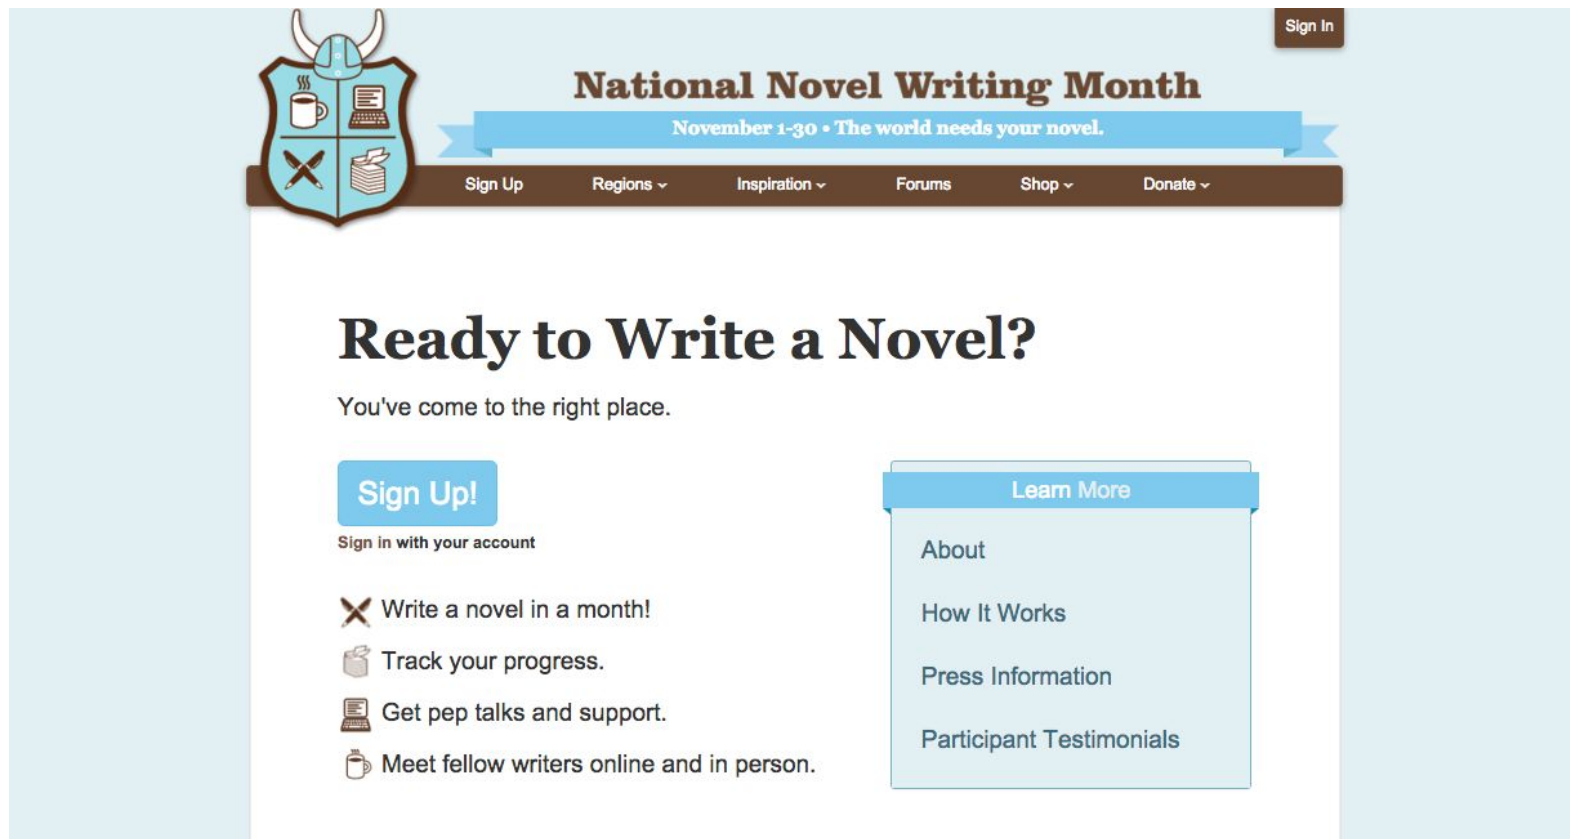 Sign In
National Novel Writing Month
November 1-30 • The world needs your novel.
Sign Up Regions Inspiration Forums Shop Donate
Ready to Write a Novel?
You've come to the right place.
Sign Up!
Sign in with your account
Write a novel in a month!
Track your progress.
Get pep talks and support.
Meet fellow writers online and in person.
Learn More
About
How It Works
Press Information
Participant Testimonials